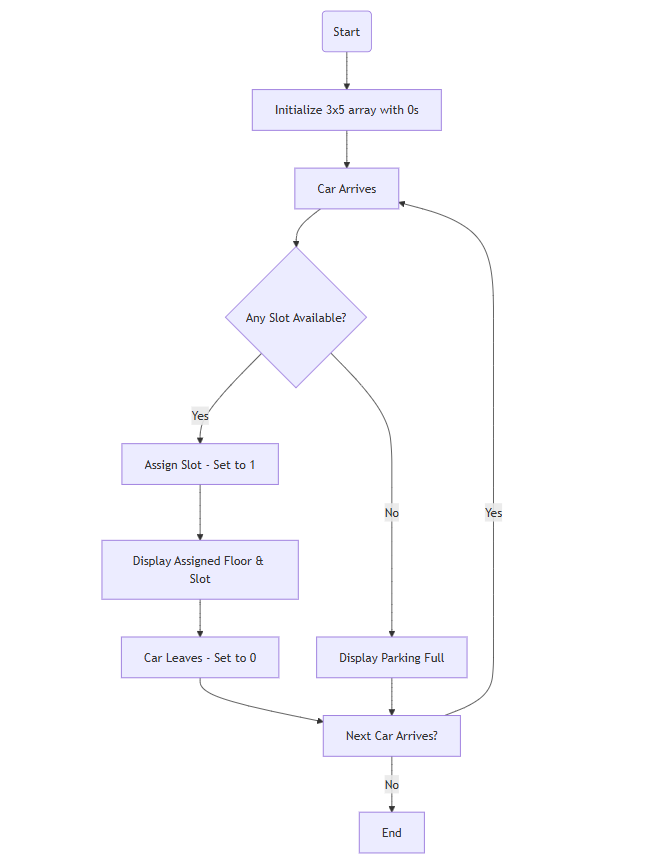 Start
Initialize 3x5 array with 0s
Car Arrives
Any Slot Available?
Yes
Assign Slot - Set to 1
No
Yes
Display Assigned Floor &
Slot
Car Leaves - Set to 0
Display Parking Full
Next Car Arrives?
No
End